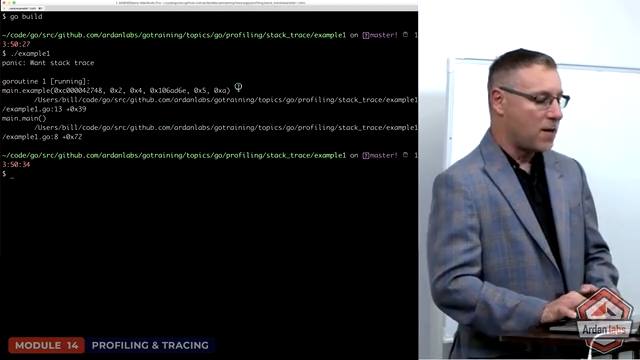 $ go build
~/code/go/src/github.com/ardanlabs/gotraining/topics/go/profiling/stack_trace/example1 on master! 1
3:50:27
$ ./example1
panic: Want stack trace
goroutine 1 [running]:
main.example(0xc000042748, 0x2, 0x4, 0x106ad6e, 0x5, 0xa)
/Users/bill/code/go/src/github.com/ardanlabs/gotraining/topics/go/profiling/stack_trace/example1
/example1.go:13 +0x39
main.main()
/Users/bill/code/go/src/github.com/ardanlabs/gotraining/topics/go/profiling/stack_trace/example1
/example1.go:8 +0x72
~/code/go/src/github.com/ardanlabs/gotraining/topics/go/profiling/stack_trace/example1 on master! 1
3:50:34
$ _
MODULE 14 PROFILING & TRACING
Ardan labs